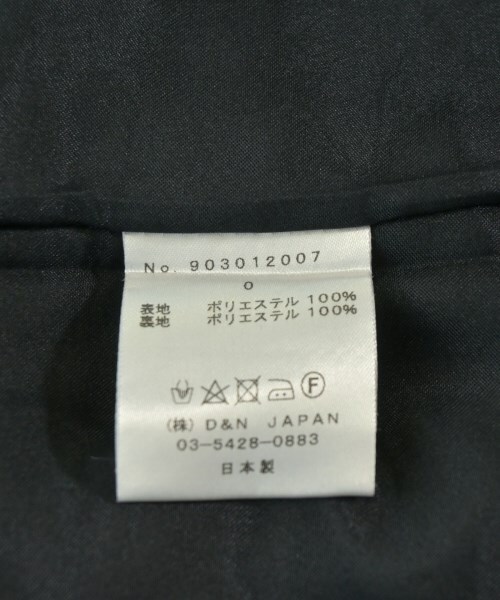 No. 903012007
0
表地 ポリエステル 100%
裏地 ポリエステル 100%
F
(株) D&N JAPAN
03-5428-0883
日本製